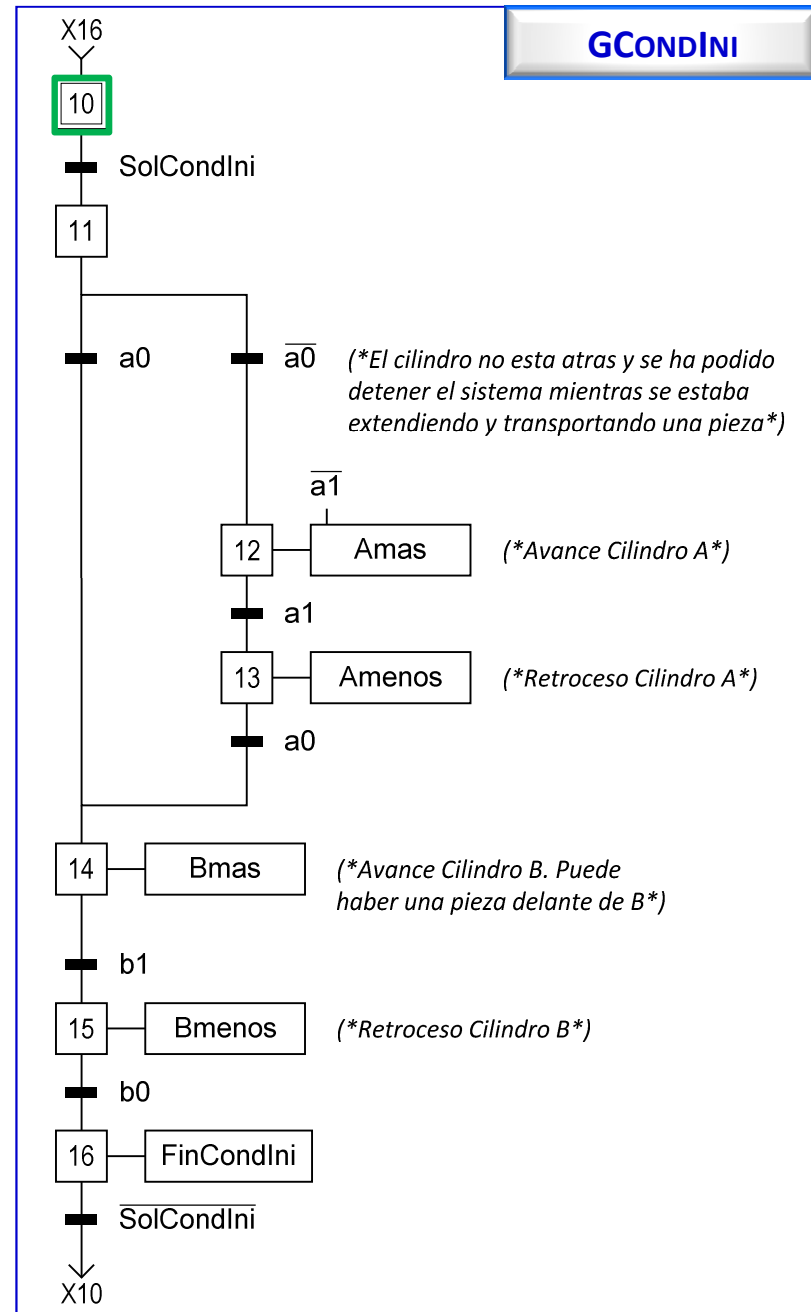 GCONDINI
X16
10
SolCondIni
11
a0
a0 (*El cilindro no esta atras y se ha podido
detener el sistema mientras se estaba
extendiendo y transportando una pieza*)
a1
12 Amas (*Avance Cilindro A*)
a1
13 Amenos (*Retroceso Cilindro A*)
a0
14 Bmas (*Avance Cilindro B. Puede
haber una pieza delante de B*)
b1
15 Bmenos (*Retroceso Cilindro B*)
b0
16 FinCondIni
SolCondIni
X10